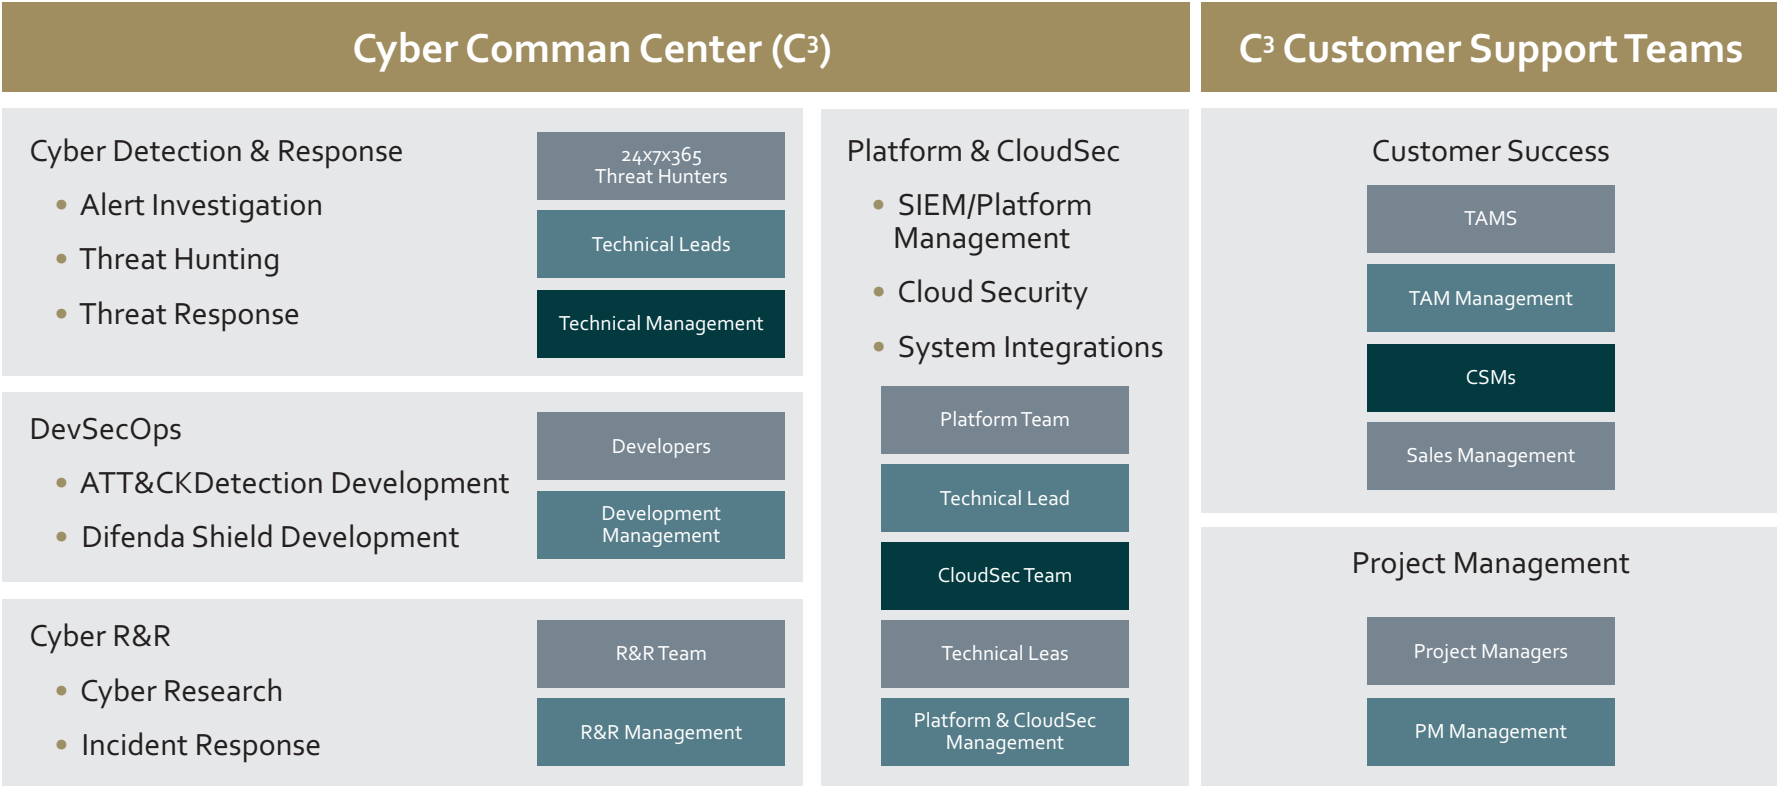 Cyber Comman Center (C³)
Cyber Detection & Response
• Alert Investigation
• Threat Hunting
• Threat Response
24x7x365
Threat Hunters
Technical Leads
Technical Management
DevSecOps
• ATT&CKDetection Development
• Difenda Shield Development
Developers
Development
Management
Cyber R&R
• Cyber Research
• Incident Response
R&R Team
R&R Management
Platform & CloudSec
• SIEM/Platform
Management
• Cloud Security
• System Integrations
Platform Team
Technical Lead
CloudSec Team
Technical Leas
Platform & CloudSec
Management
C³ Customer Support Teams
Customer Success
TAMS
TAM Management
CSMs
Sales Management
Project Management
Project Managers
PM Management